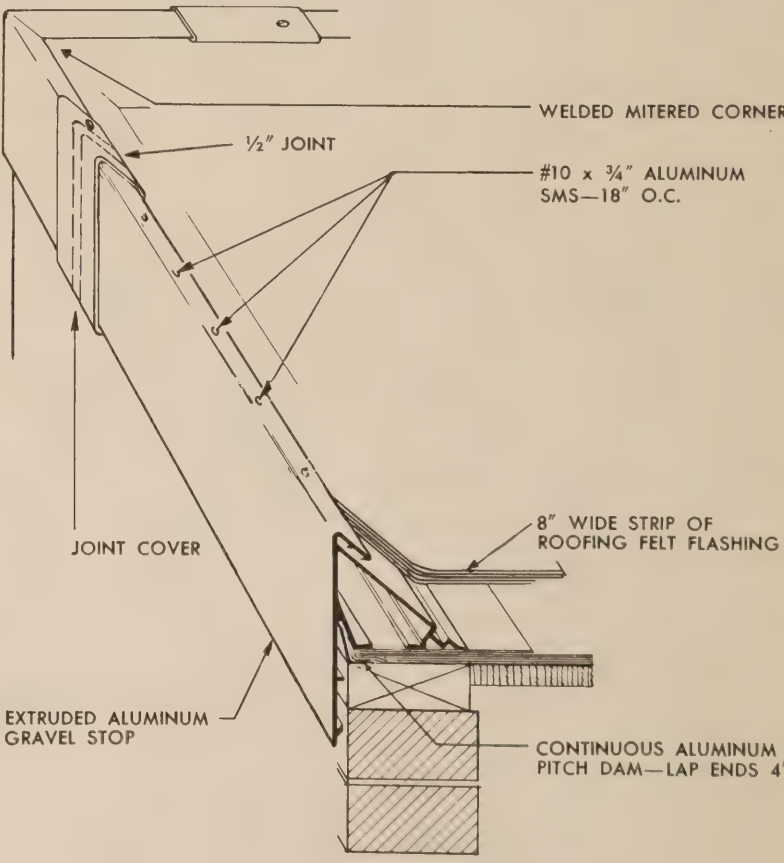 WELDED MITERED CORNER
½" JOINT
#10 x ¾" ALUMINUM
SMS—18" O.C.
8" WIDE STRIP OF
ROOFING FELT FLASHING
JOINT COVER
EXTRUDED ALUMINUM
GRAVEL STOP
CONTINUOUS ALUMINUM
PITCH DAM—LAP ENDS 4"